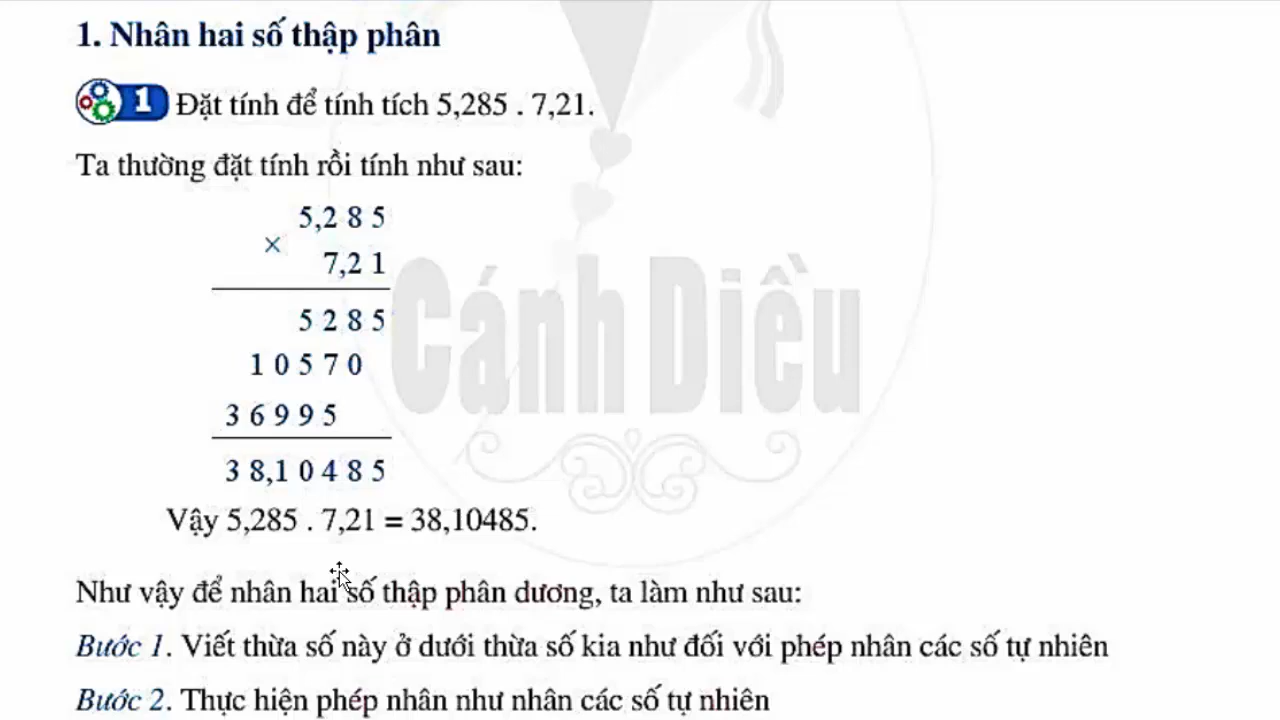 1. Nhân hai số thập phân
1 Đặt tính để tính tích 5,285 . 7,21.
Ta thường đặt tính rồi tính như sau:
5,2 8 5
×
7,2 1
5 2 8 5
1 0 5 7 0
3 6 9 9 5
3 8,1 0 4 8 5
Vậy 5,285 . 7,21 = 38,10485.
Như vậy để nhân hai số thập phân dương, ta làm như sau:
Bước 1. Viết thừa số này ở dưới thừa số kia như đối với phép nhân các số tự nhiên
Bước 2. Thực hiện phép nhân như nhân các số tự nhiên
Cánh Diều